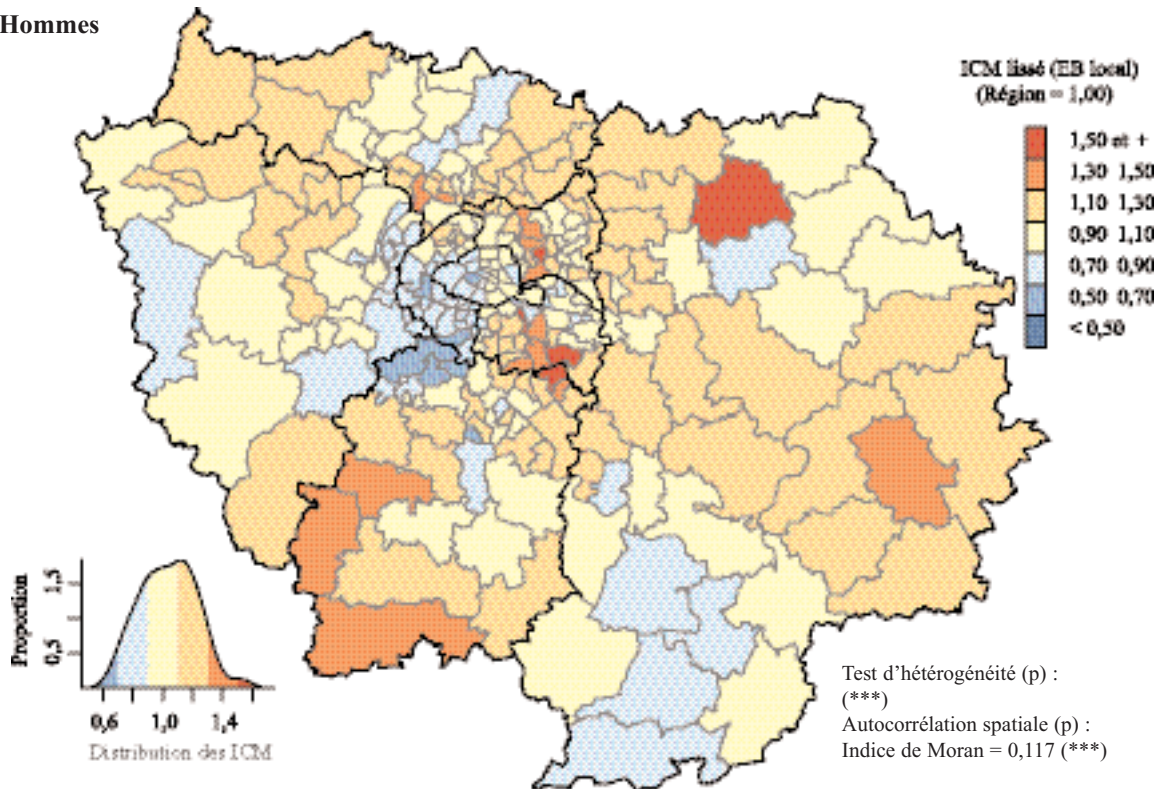 Hommes
ICM lissé (EB local)
(Région = 1,00)
1,50 et +
1,30 1,50
1,10 1,30
0,90 1,10
0,70 0,90
0,50 0,70
< 0,50
Proportion
0,5 1,5
0,6 1,0 1,4
Distribution des ICM
Test d’hétérogénéité (p) :
(***)
Autocorrélation spatiale (p) :
Indice de Moran = 0,117 (***)